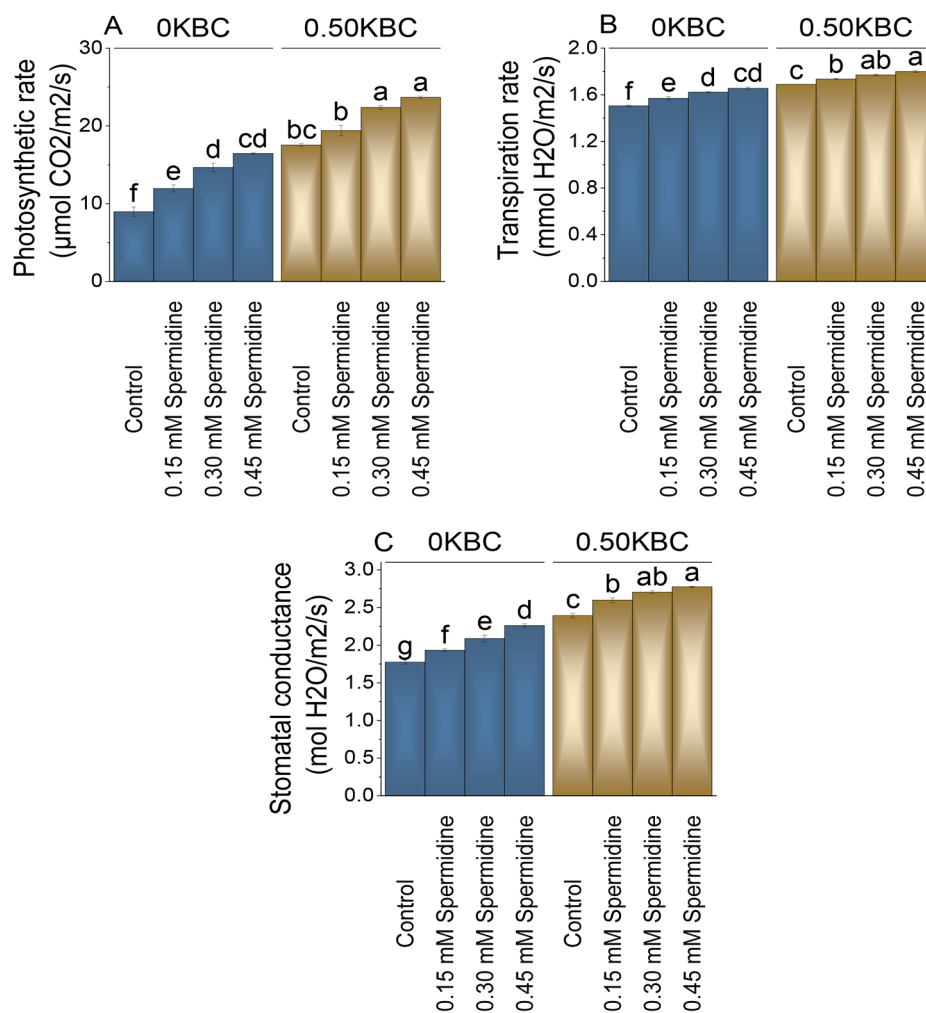 A
0KBC
0.50KBC
Photosynthetic rate
(µmol CO2/m2/s)
30
20
10
0
f
e
d
cd
bc
b
a
a
Control
0.15 mM Spermidine
0.30 mM Spermidine
0.45 mM Spermidine
Control
0.15 mM Spermidine
0.30 mM Spermidine
0.45 mM Spermidine
B
0KBC
0.50KBC
Transpiration rate
(mmol H2O/m2/s)
2.0
1.6
1.2
0.8
0.4
0.0
f
e
d
cd
c
b
ab
a
Control
0.15 mM Spermidine
0.30 mM Spermidine
0.45 mM Spermidine
Control
0.15 mM Spermidine
0.30 mM Spermidine
0.45 mM Spermidine
C
0KBC
0.50KBC
Stomatal conductance
(mol H2O/m2/s)
3.0
2.5
2.0
1.5
1.0
0.5
0.0
g
f
e
d
c
b
ab
a
Control
0.15 mM Spermidine
0.30 mM Spermidine
0.45 mM Spermidine
Control
0.15 mM Spermidine
0.30 mM Spermidine
0.45 mM Spermidine